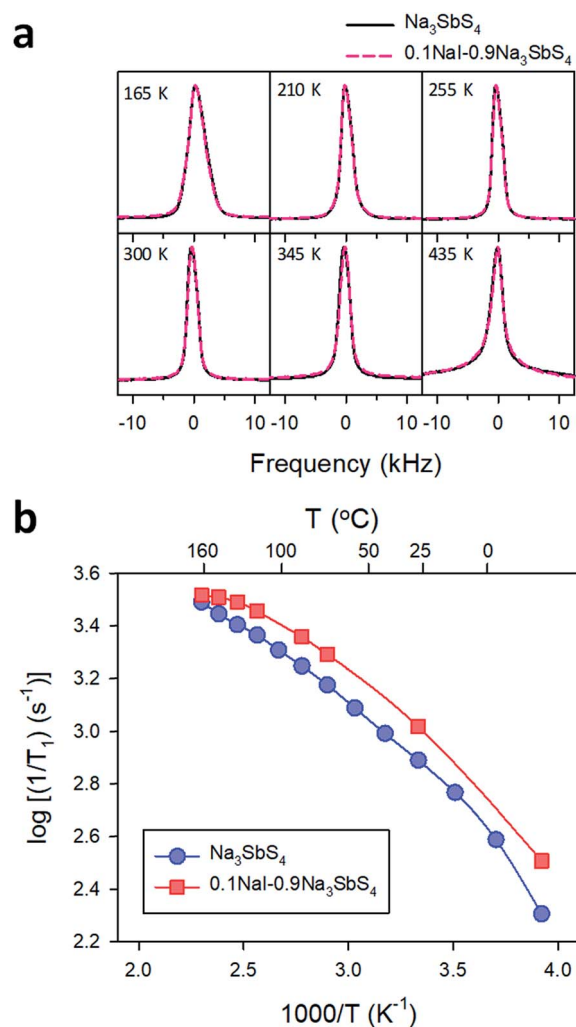 a
Na₃SbS₄
0.1NaI-0.9Na₃SbS₄
165 K 210 K 255 K
300 K 345 K 435 K
-10 0 10 -10 0 10 -10 0 10
Frequency (kHz)
b
T (°C)
160 100 50 25 0
3.6
3.4
3.2
3.0
2.8
2.6
2.4
2.2
log [(1/T₁) (s⁻¹)]
Na₃SbS₄
0.1NaI-0.9Na₃SbS₄
2.0 2.5 3.0 3.5 4.0
1000/T (K⁻¹)